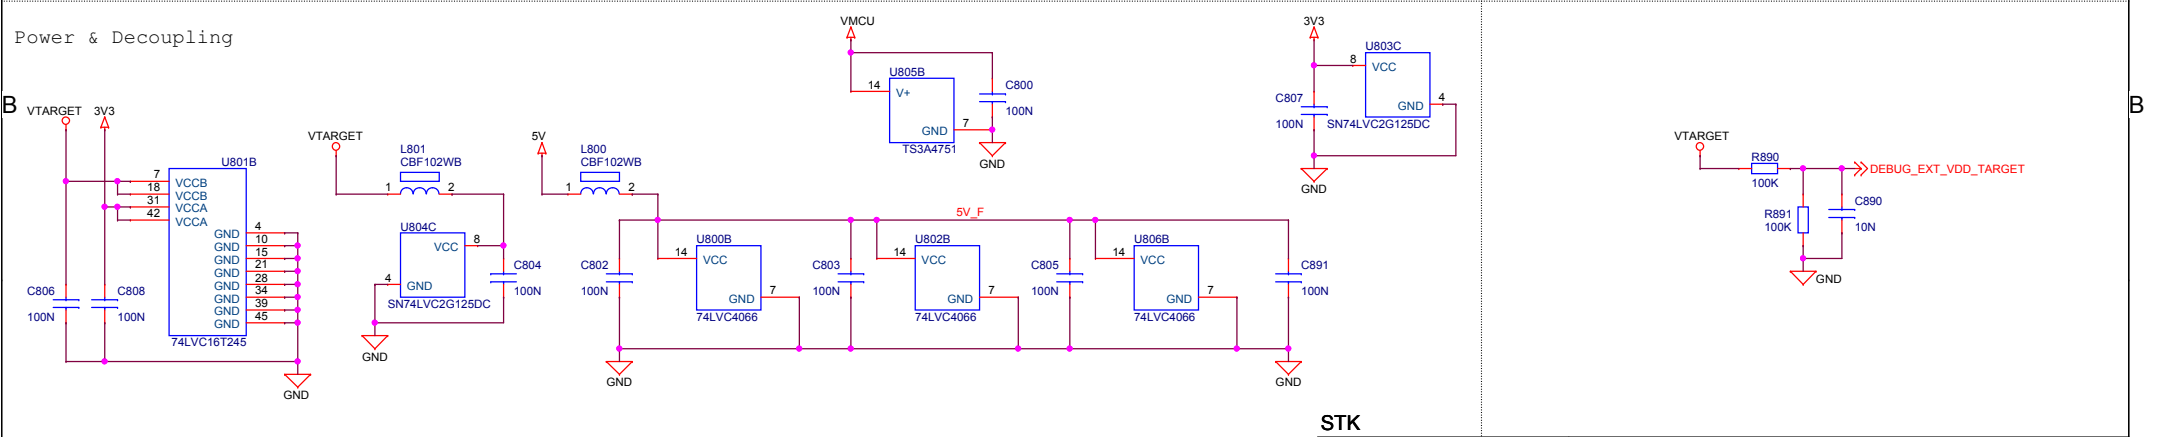 Power & Decoupling
B
B
VTARGET
3V3
U801B
7
18
31
42
VCCB
VCCB
VCCA
VCCA
GND
GND
GND
GND
GND
GND
GND
GND
4
10
15
21
28
34
39
45
74LVC16T245
C806
100N
C808
100N
GND
VTARGET
L801
CBF102WB
1
2
U804C
VCC
8
4
GND
SN74LVC2G125DC
C804
100N
GND
5V
L800
CBF102WB
1
2
5V_F
C802
100N
U800B
14
VCC
GND
7
74LVC4066
C803
100N
U802B
14
VCC
GND
7
74LVC4066
C805
100N
U806B
14
VCC
GND
7
74LVC4066
C891
100N
GND
GND
VMCU
U805B
14
V+
GND
7
TS3A4751
C800
100N
GND
3V3
U803C
8
VCC
GND
4
SN74LVC2G125DC
C807
100N
GND
VTARGET
R890
100K
DEBUG_EXT_VDD_TARGET
R891
100K
C890
10N
GND
STK